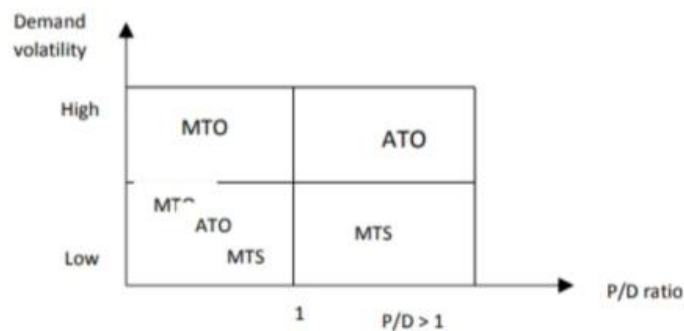 Demand
volatility
High
MTO
ATO
ATO
MTS
MTS
Low
P/D ratio
1
P/D > 1